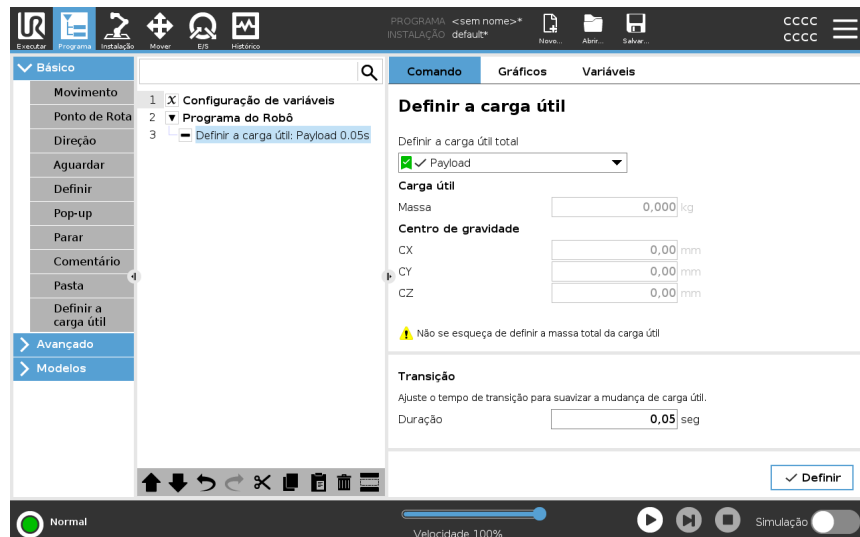 PROGRAMA <sem nome>*
INSTALAÇÃO default*
CCCC
CCCC
Executar Programa Instalação Mover E/S Histórico Novo... Abrir... Salvar...
Básico
Movimento
Ponto de Rota
Direção
Aguardar
Definir
Pop-up
Parar
Comentário
Pasta
Definir a
carga útil
Avançado
Modelos
1 X Configuração de variáveis
2 Programa do Robô
3 Definir a carga útil: Payload 0.05s
Comando Gráficos Variáveis
Definir a carga útil
Definir a carga útil total
Payload
Carga útil
Massa 0,000 kg
Centro de gravidade
CX 0,00 mm
CY 0,00 mm
CZ 0,00 mm
Não se esqueça de definir a massa total da carga útil
Transição
Ajuste o tempo de transição para suavizar a mudança de carga útil.
Duração 0,05 seg
Definir
Normal
Velocidade 100%
Simulação